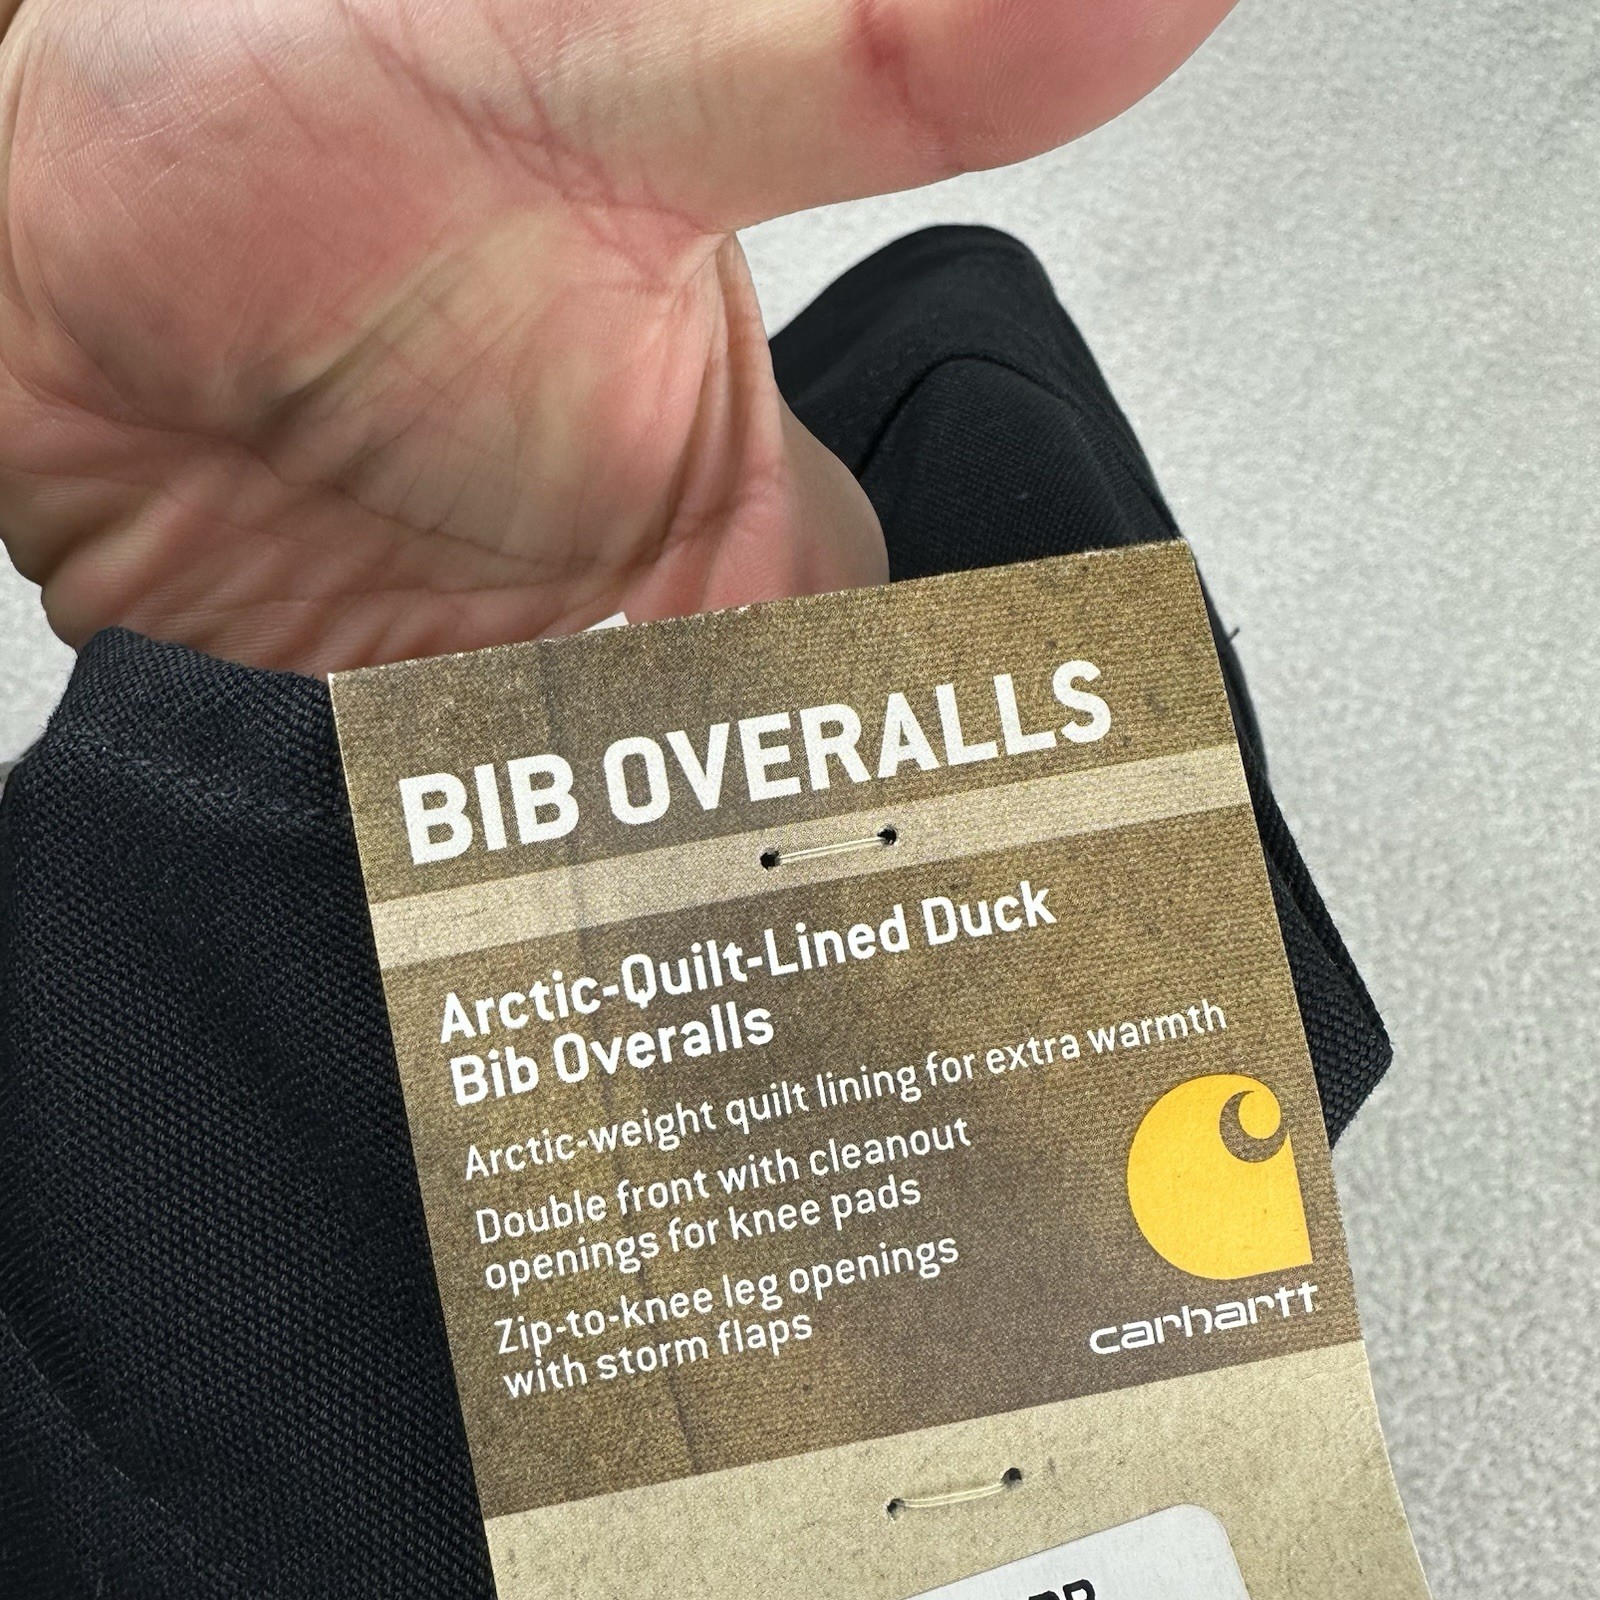 BIB OVERALLS
Arctic-Quilt-Lined Duck
Bib Overalls
Arctic-weight quilt lining for extra warmth
Double front with cleanout
openings for knee pads
Zip-to-knee leg openings
with storm flaps
carhartt